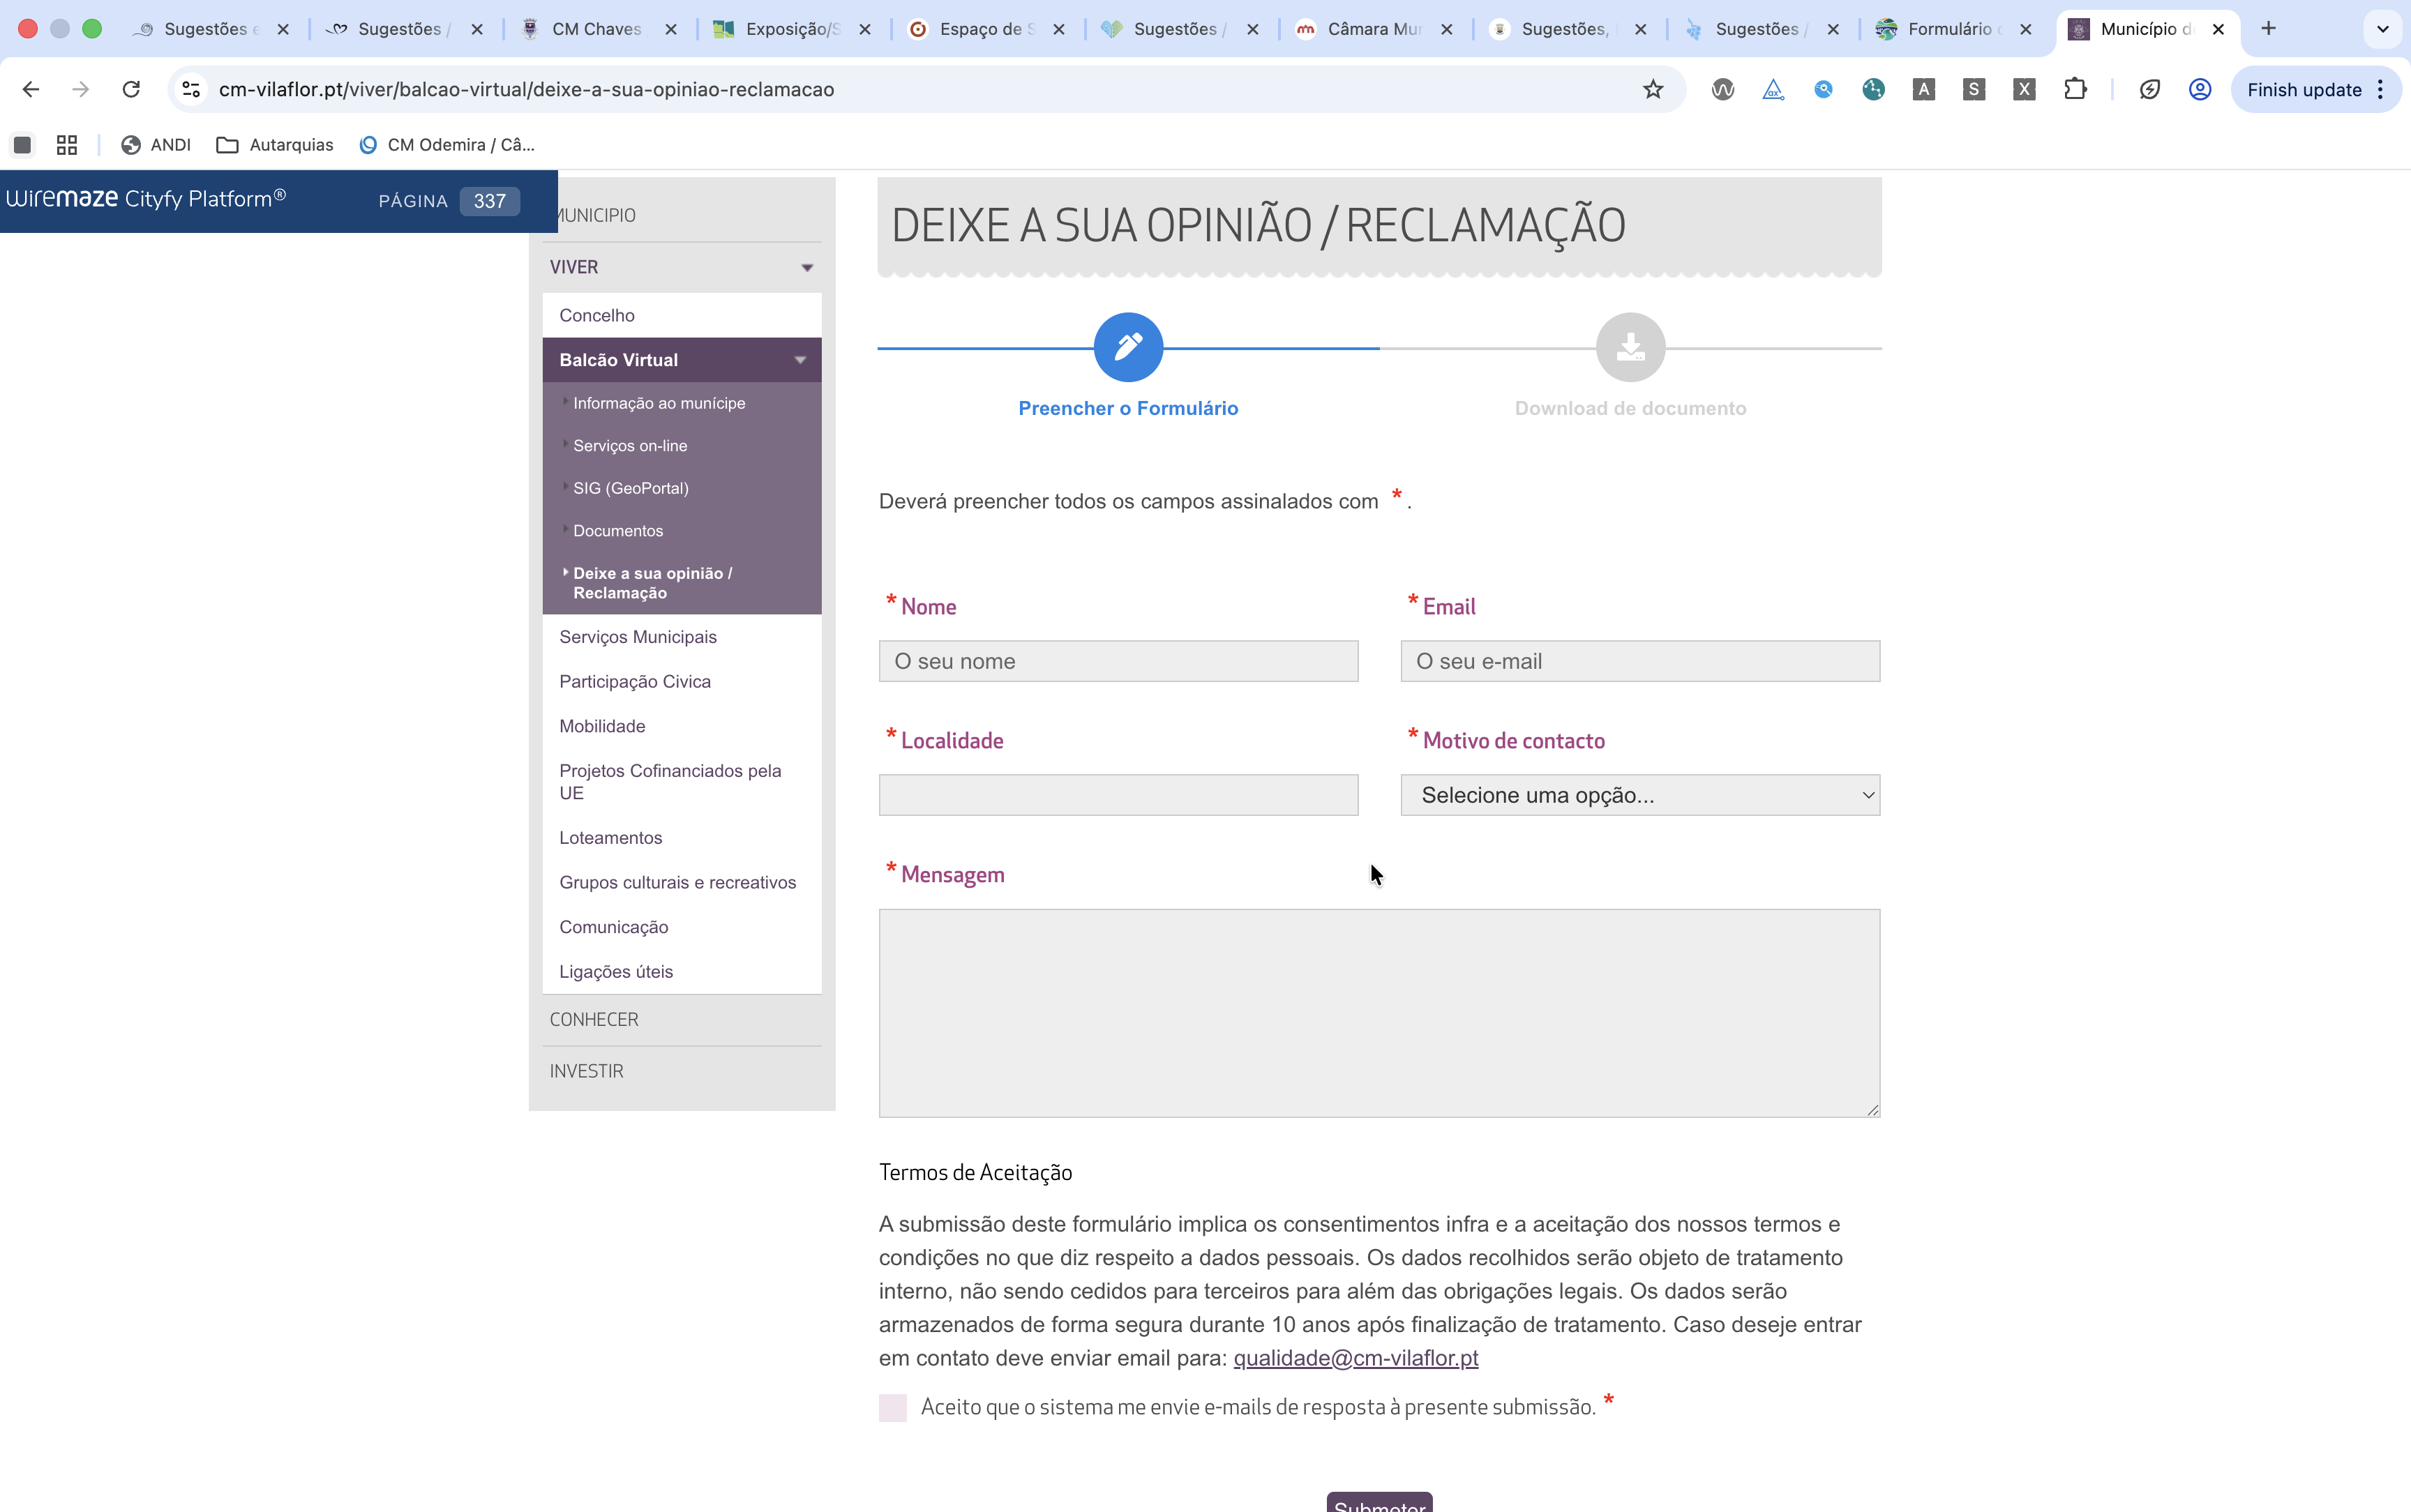 Sugestões e
Sugestões /
CM Chaves
Exposição/S
Espaço de S
Sugestões /
Câmara Mun
Sugestões,
Sugestões /
Formulário d
Município de
cm-vilaflor.pt/viver/balcao-virtual/deixe-a-sua-opiniao-reclamacao
A
S
X
Finish update
ANDI
Autarquias
CM Odemira / Câ...
wiremaze Cityfy Platform®
PÁGINA 337
MUNICIPIO
VIVER
Concelho
Balcão Virtual
Informação ao munícipe
Serviços on-line
SIG (GeoPortal)
Documentos
Deixe a sua opinião /
Reclamação
Serviços Municipais
Participação Civica
Mobilidade
Projetos Cofinanciados pela
UE
Loteamentos
Grupos culturais e recreativos
Comunicação
Ligações úteis
CONHECER
INVESTIR
DEIXE A SUA OPINIÃO / RECLAMAÇÃO
Preencher o Formulário
Download de documento
Deverá preencher todos os campos assinalados com * .
* Nome
* Email
O seu nome
O seu e-mail
* Localidade
* Motivo de contacto
Selecione uma opção...
* Mensagem
Termos de Aceitação
A submissão deste formulário implica os consentimentos infra e a aceitação dos nossos termos e
condições no que diz respeito a dados pessoais. Os dados recolhidos serão objeto de tratamento
interno, não sendo cedidos para terceiros para além das obrigações legais. Os dados serão
armazenados de forma segura durante 10 anos após finalização de tratamento. Caso deseje entrar
em contato deve enviar email para: qualidade@cm-vilaflor.pt
Aceito que o sistema me envie e-mails de resposta à presente submissão. *
Submeter